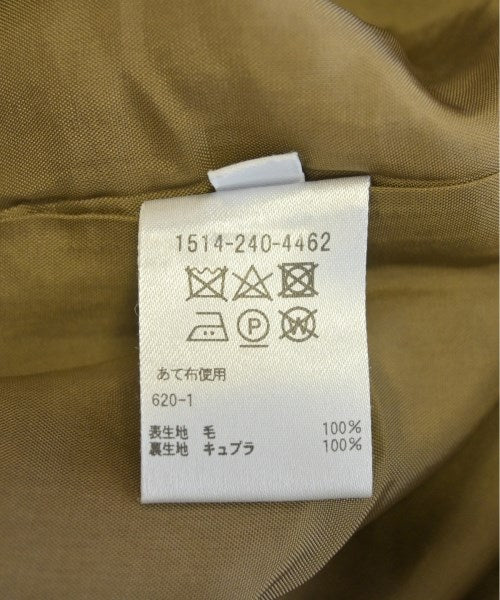 1514-240-4462
P W
あて布使用
620-1
表生地 毛 100%
裏生地 キュプラ 100%